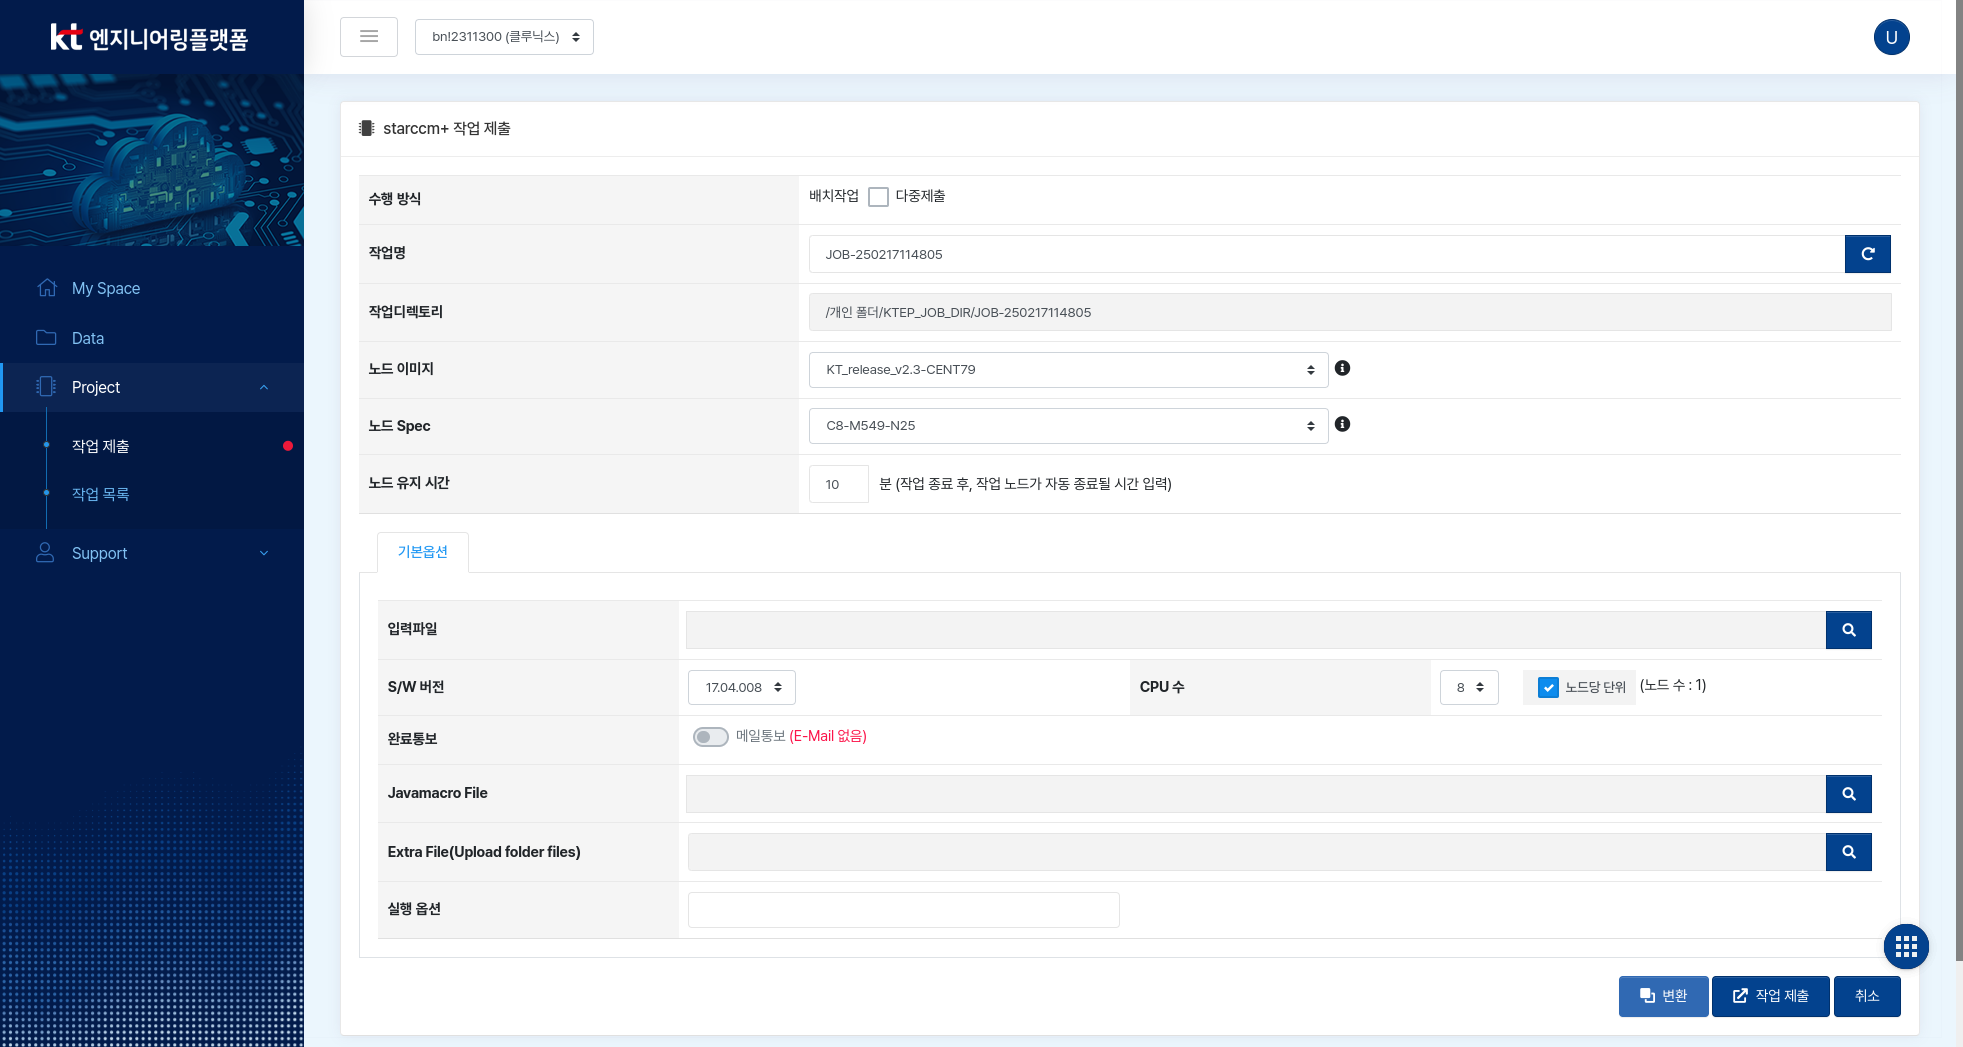 kt 엔지니어링플랫폼
bn!2311300 (클루닉스)
U
My Space
Data
Project
작업 제출
작업 목록
Support
starccm+ 작업 제출
수행 방식
배치작업 다중제출
작업명
JOB-250217114805
작업디렉토리
/개인 폴더/KTEP_JOB_DIR/JOB-250217114805
노드 이미지
KT_release_v2.3-CENT79
노드 Spec
C8-M549-N25
노드 유지 시간
10 분 (작업 종료 후, 작업 노드가 자동 종료될 시간 입력)
기본옵션
입력파일
S/W 버전
17.04.008
CPU 수
8 노드당 단위 (노드 수 : 1)
완료통보
메일통보 (E-Mail 없음)
Javamacro File
Extra File(Upload folder files)
실행 옵션
변환
작업 제출
취소